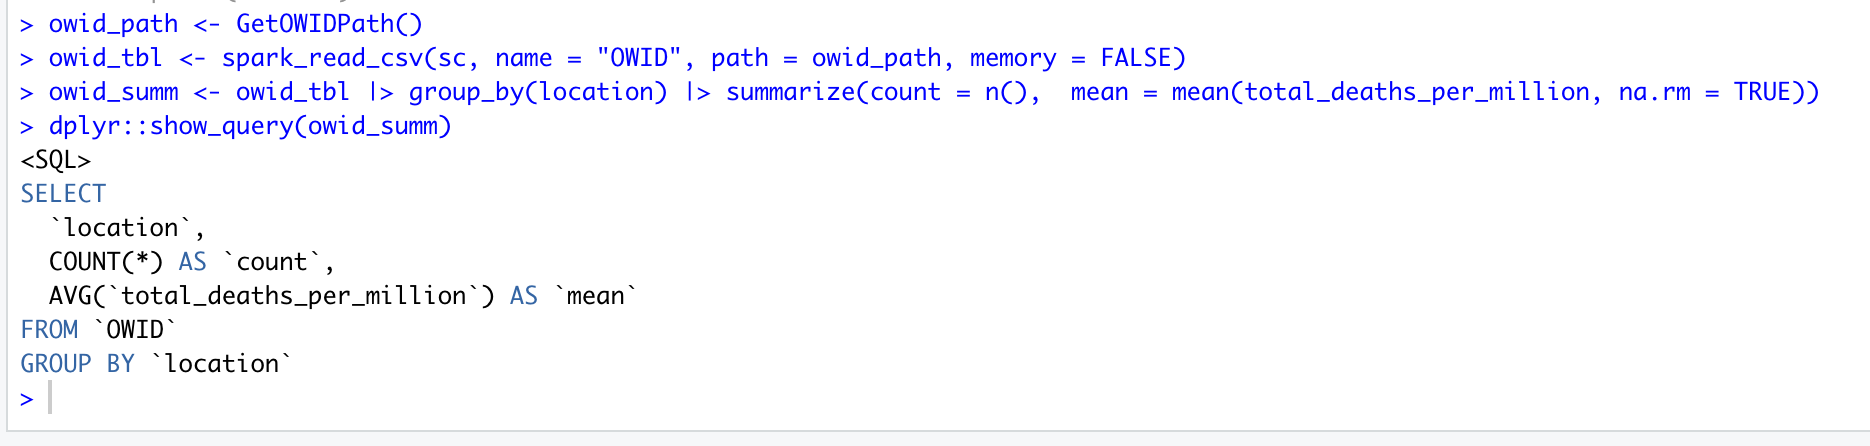 > owid_path <- GetOWIDPath()
> owid_tbl <- spark_read_csv(sc, name = "OWID", path = owid_path, memory = FALSE)
> owid_summ <- owid_tbl |> group_by(location) |> summarize(count = n(),  mean = mean(total_deaths_per_million, na.rm = TRUE))
> dplyr::show_query(owid_summ)
<SQL>
SELECT
  `location`,
  COUNT(*) AS `count`,
  AVG(`total_deaths_per_million`) AS `mean`
FROM `OWID`
GROUP BY `location`
>